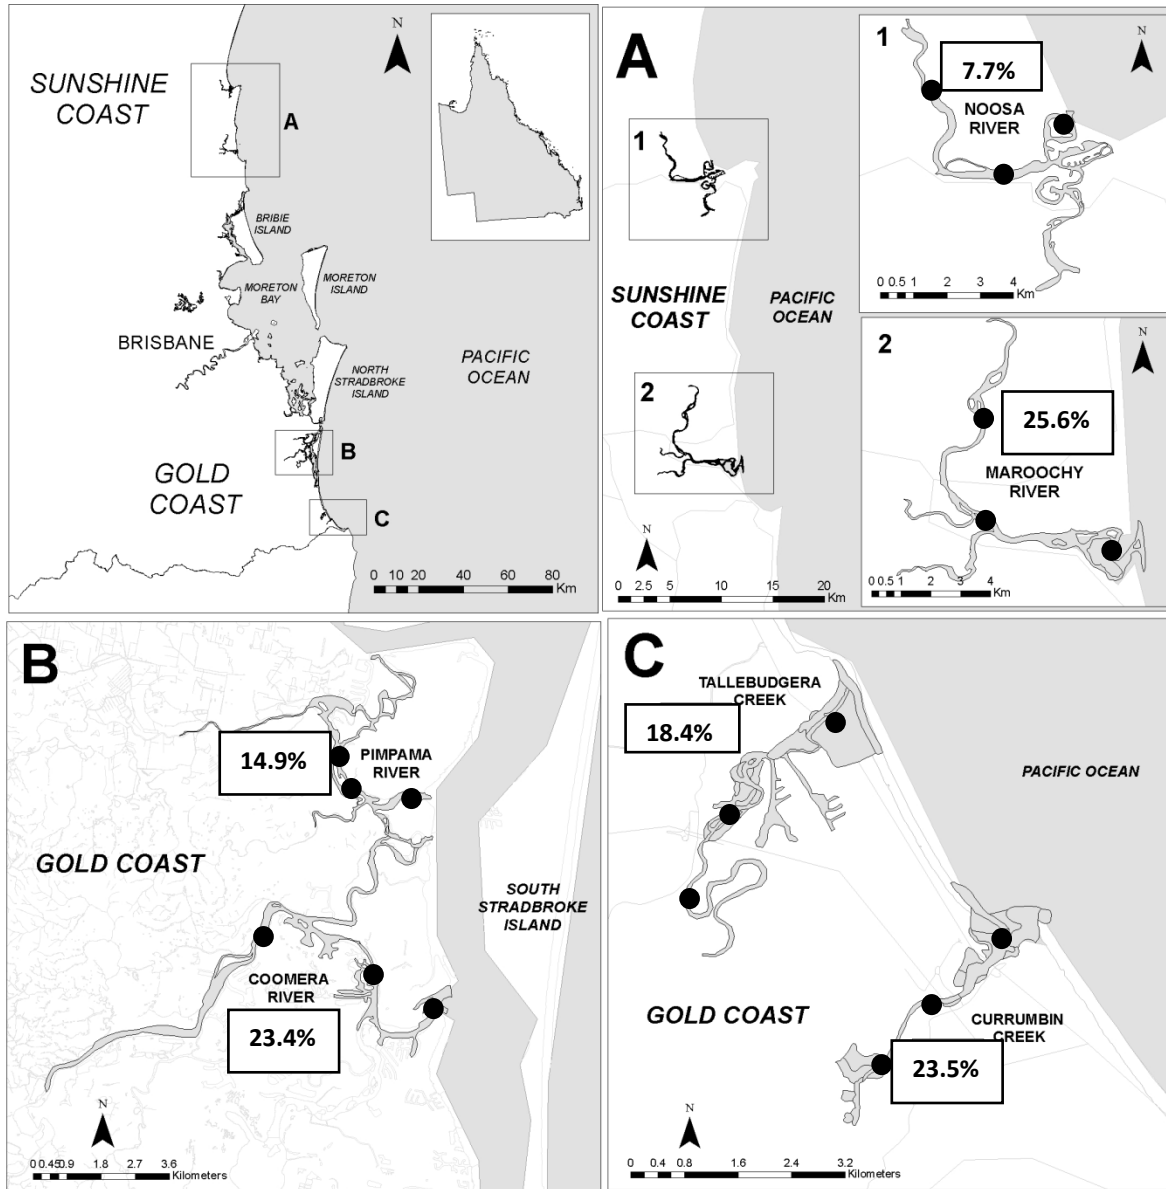 N
SUNSHINE
COAST
A
BRIBIE
ISLAND
MORETON
BAY
MORETON
ISLAND
BRISBANE
NORTH
STRADBROKE
ISLAND
PACIFIC
OCEAN
B
GOLD
COAST
C
0 10 20 40 60 80
Km
A
1
SUNSHINE
COAST
PACIFIC
OCEAN
2
N
0 2.5 5 10 15 20
Km
1
N
7.7%
NOOSA
RIVER
0 0.5 1 2 3 4
Km
2
N
25.6%
MAROOCHY
RIVER
0 0.5 1 2 3 4
Km
B
14.9%
PIMPAMA
RIVER
GOLD COAST
SOUTH
STRADBROKE
ISLAND
COOMERA
RIVER
23.4%
N
0 0.45 0.9 1.8 2.7 3.6
Kilometers
C
TALLEBUDGERA
CREEK
18.4%
PACIFIC OCEAN
GOLD COAST
CURRUMBIN
CREEK
23.5%
N
0 0.4 0.8 1.6 2.4 3.2
Kilometers